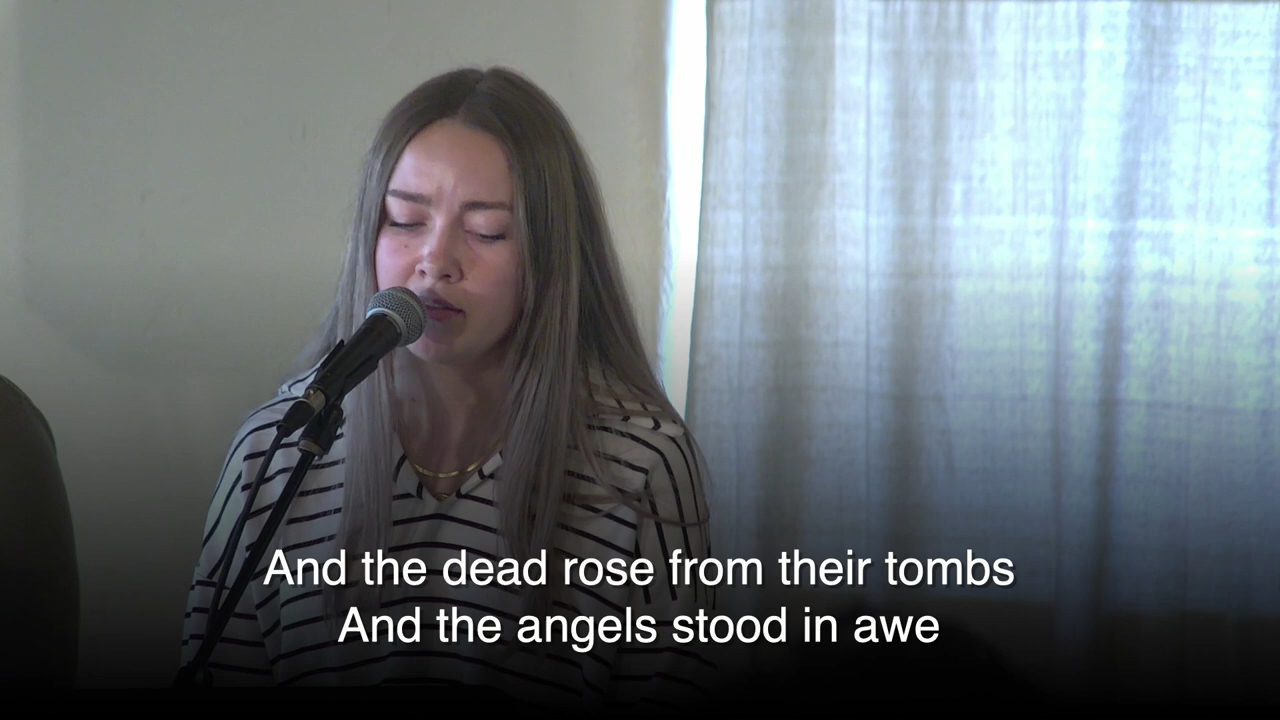 And the dead rose from their tombs
And the angels stood in awe